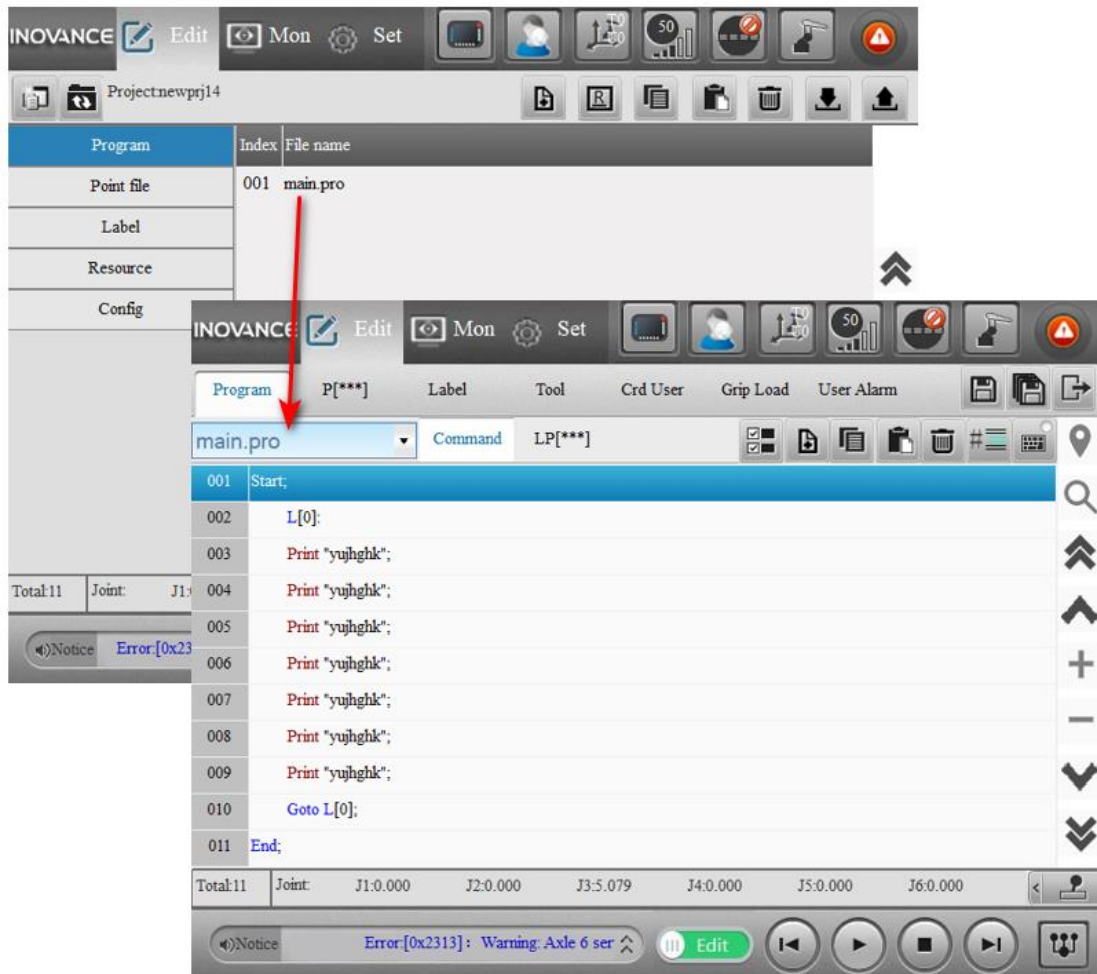 INOVANCE Edit Mon Set 50
Project:newprj14
Program Index File name
Point file 001 main.pro
Label
Resource
Config
Total:11 Joint:
Notice Error:[0x23
INOVANCE Edit Mon Set 50
Program P[***] Label Tool Crd User Grip Load User Alarm
main.pro Command LP[***]
001 Start;
002 L[0]:
003 Print "yujhghk";
004 Print "yujhghk";
005 Print "yujhghk";
006 Print "yujhghk";
007 Print "yujhghk";
008 Print "yujhghk";
009 Print "yujhghk";
010 Goto L[0];
011 End;
Total:11 Joint: J1:0.000 J2:0.000 J3:5.079 J4:0.000 J5:0.000 J6:0.000
Notice Error:[0x2313]：Warning: Axle 6 ser Edit